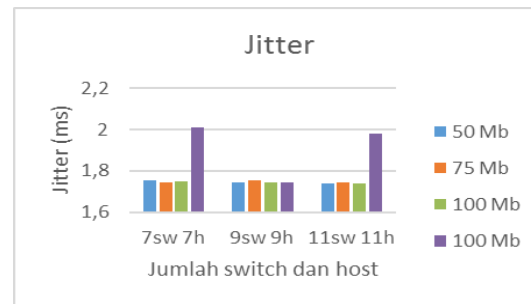 Jitter
2,2
2
1,8
1,6
Jitter (ms)
7sw 7h 9sw 9h 11sw 11h
Jumlah switch dan host
50 Mb
75 Mb
100 Mb
100 Mb